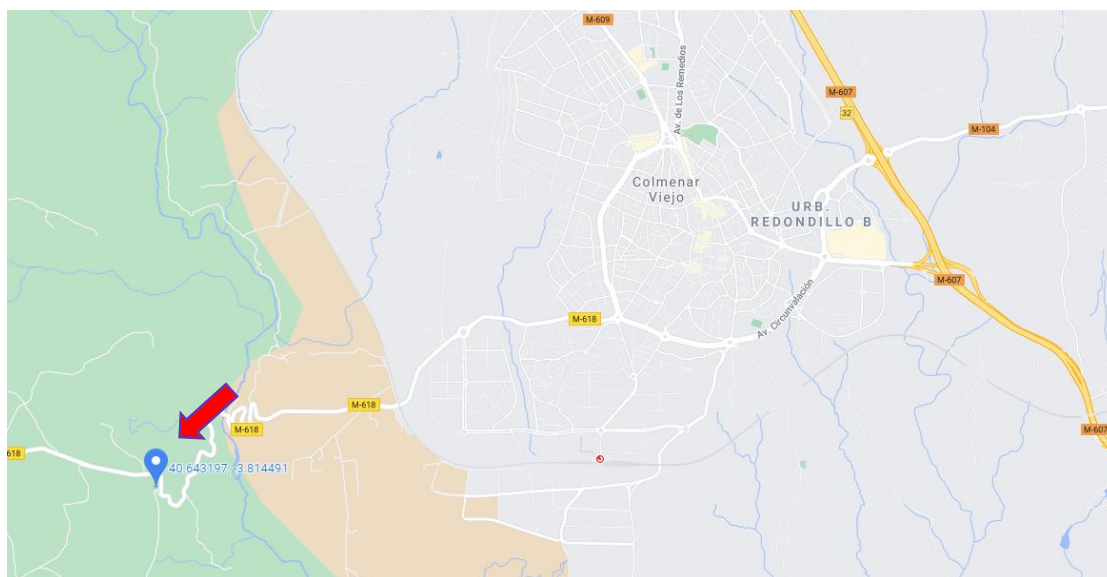 M-609
Av. de Los Remedios
M-607
32
M-104
Colmenar
Viejo
URB.
REDONDILLO B
M-607
Av. Circunvalación
M-618
M-618
M-618
M-607
618
40.643197, -3.814491